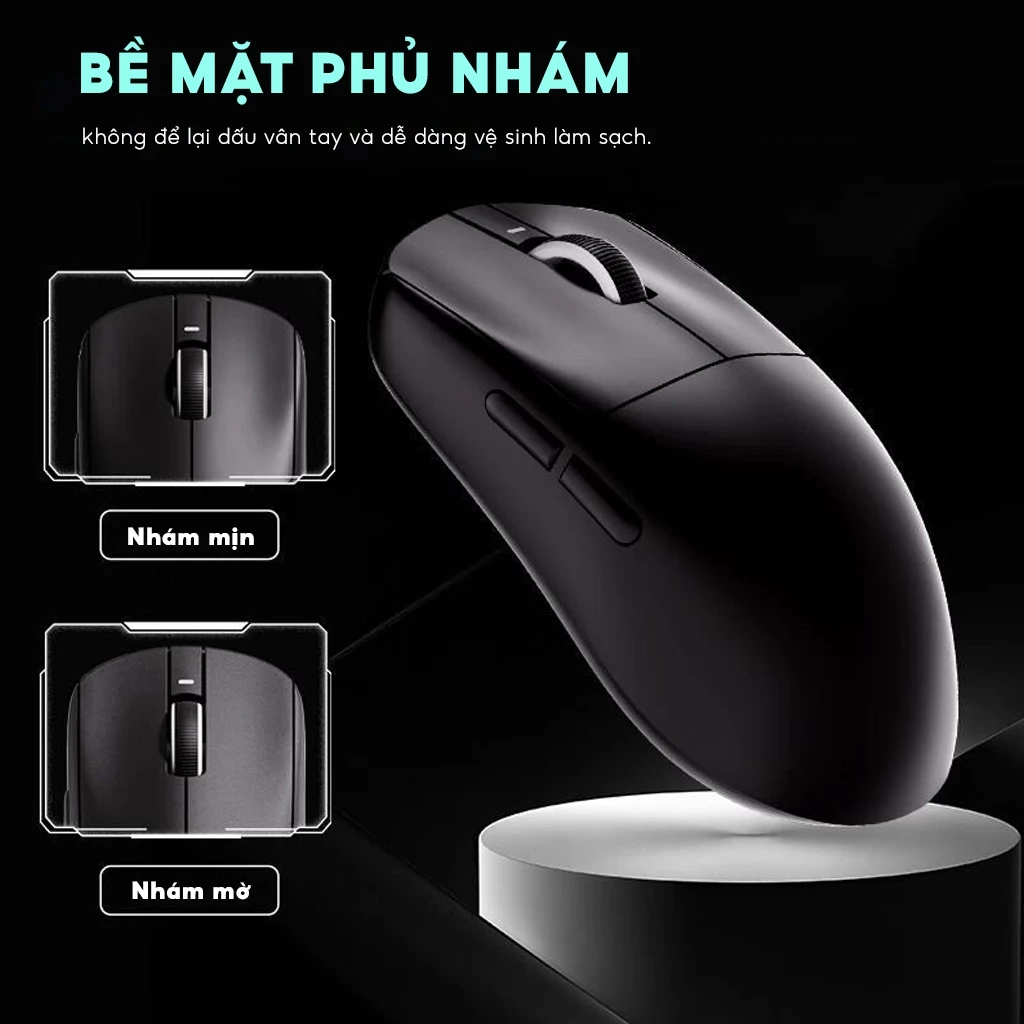 BỀ MẶT PHỦ NHÁM
không để lại dấu vân tay và dễ dàng vệ sinh làm sạch.
Nhám mịn
Nhám mờ